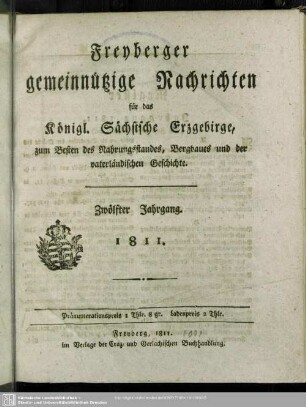 Freyberger
gemeinnützige Nachrichten
für das
Königl. Sächsische Erzgebirge,
zum Besten des Nahrungsstandes, Bergbaues und der
vaterländischen Geschichte.
Zwölfter Jahrgang.
1811.
Pränumerationspreis 1 Thlr. 8 gr. Ladenpreis 2 Thlr.
Freyberg, 1811.
im Verlage der Craz- und Gerlachischen Buchhandlung.